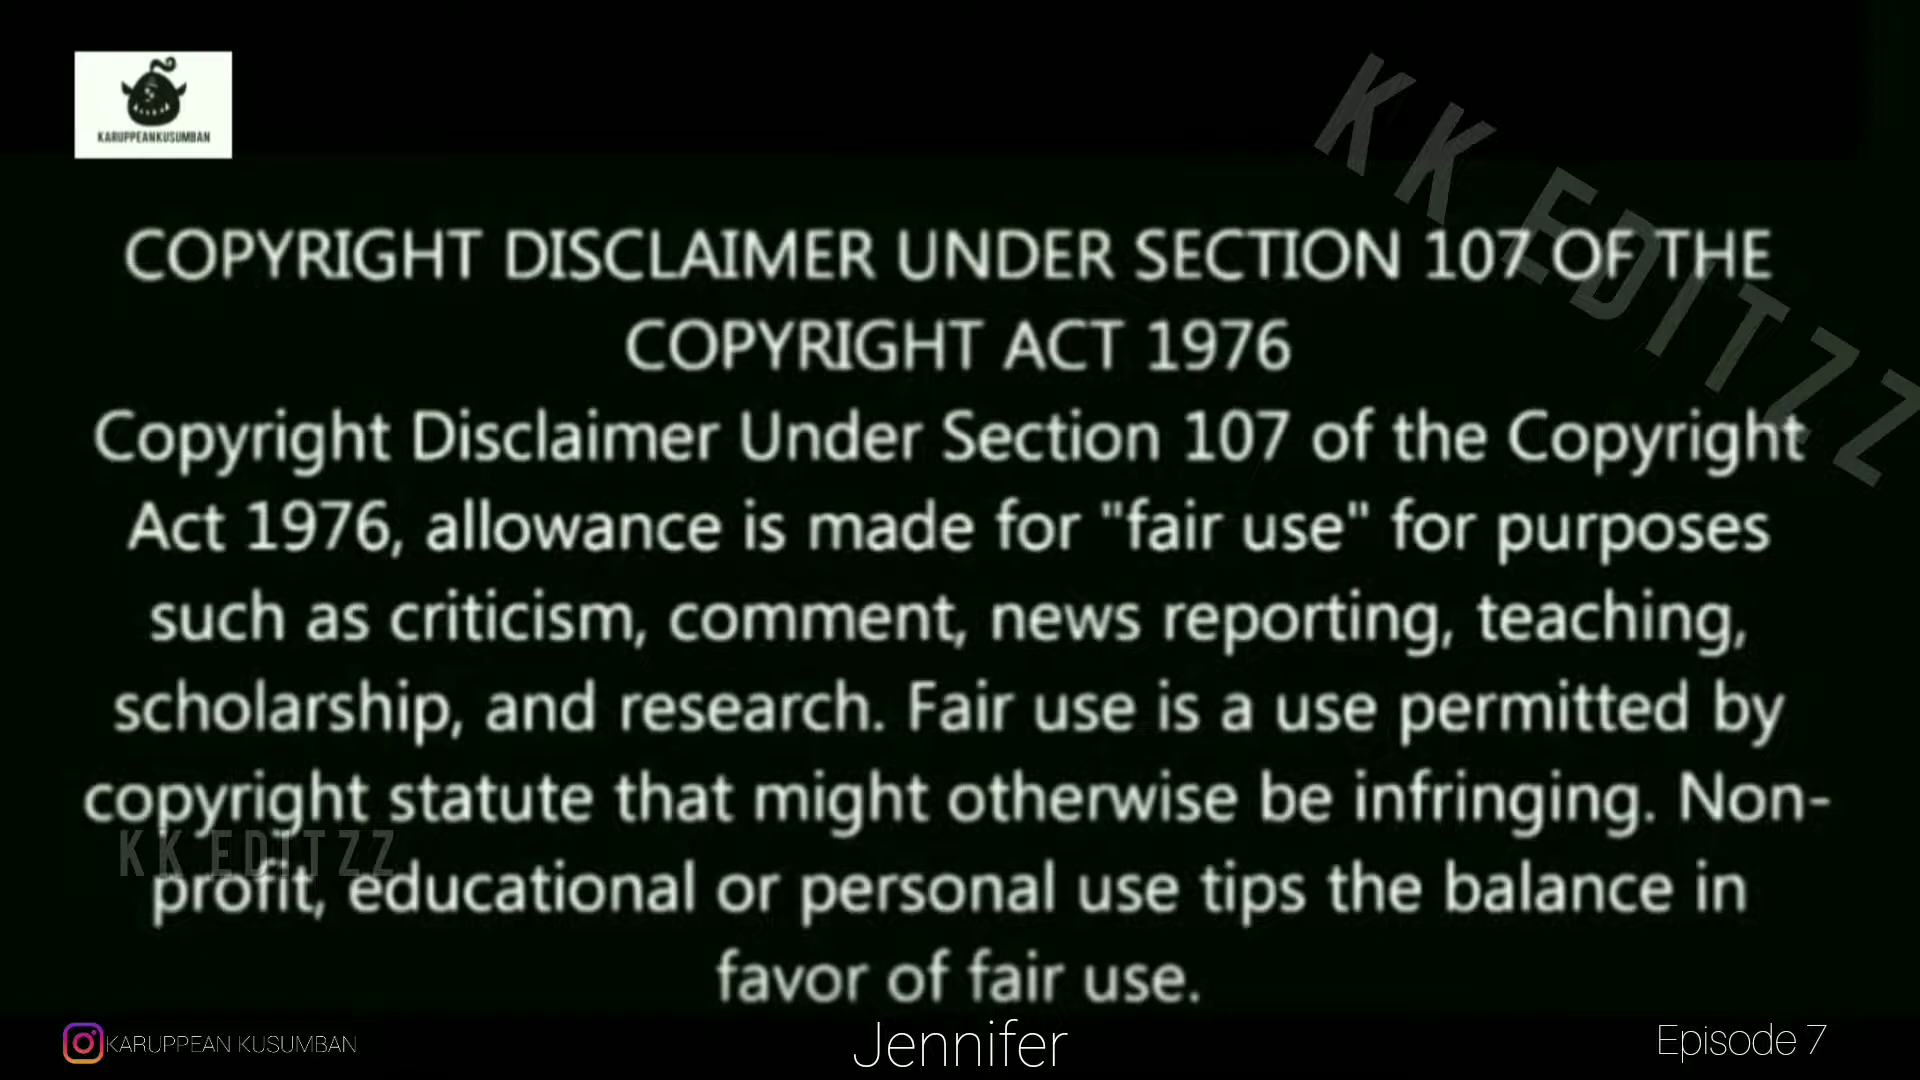 KARUPPEANKUSUMBAN
KK EDITZZ
COPYRIGHT DISCLAIMER UNDER SECTION 107 OF THE
COPYRIGHT ACT 1976
Copyright Disclaimer Under Section 107 of the Copyright
Act 1976, allowance is made for "fair use" for purposes
such as criticism, comment, news reporting, teaching,
scholarship, and research. Fair use is a use permitted by
copyright statute that might otherwise be infringing. Non-
KK EDITZZ
profit, educational or personal use tips the balance in
favor of fair use.
KARUPPEAN KUSUMBAN
Jennifer
Episode 7